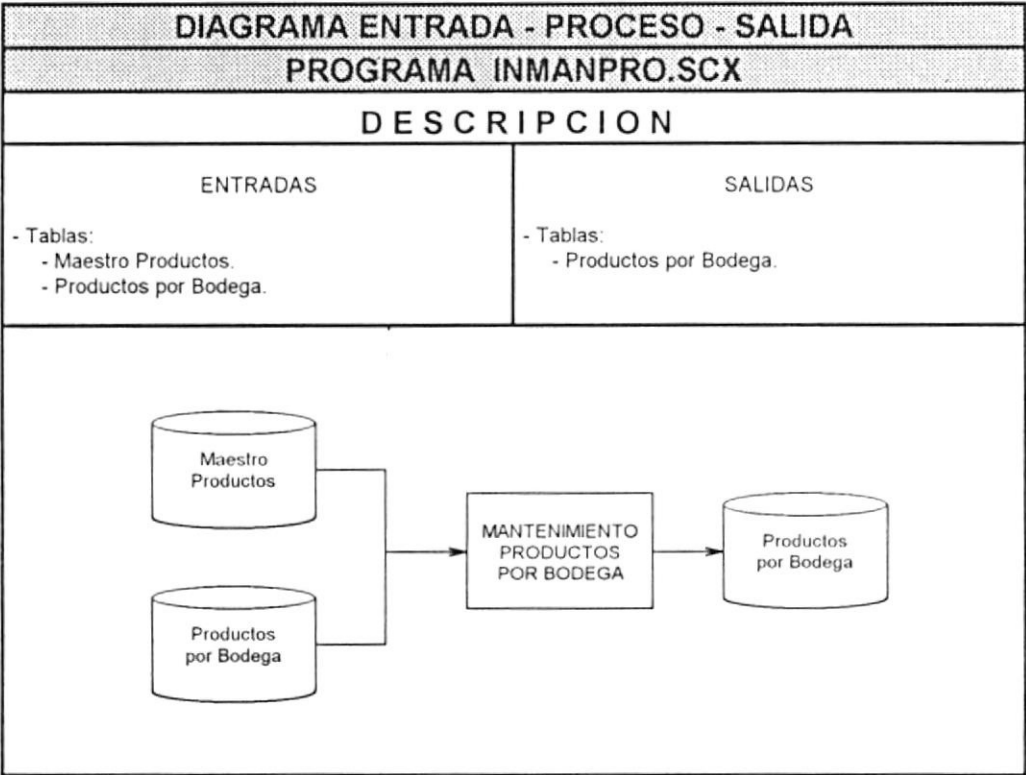 DIAGRAMA ENTRADA - PROCESO - SALIDA
PROGRAMA INMANPRO.SCX
DESCRIPCION
ENTRADAS
- Tablas:
- Maestro Productos.
- Productos por Bodega.
SALIDAS
- Tablas:
- Productos por Bodega.
Maestro
Productos
Productos
por Bodega
MANTENIMIENTO
PRODUCTOS
POR BODEGA
Productos
por Bodega